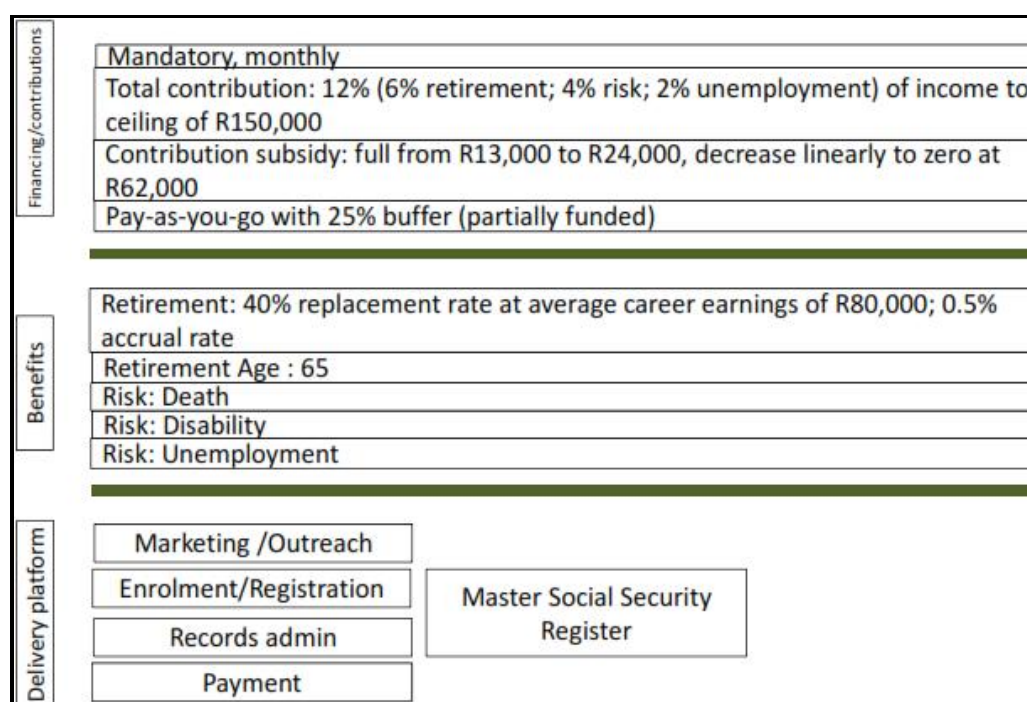 Financing/contributions
Mandatory, monthly
Total contribution: 12% (6% retirement; 4% risk; 2% unemployment) of income to
ceiling of R150,000
Contribution subsidy: full from R13,000 to R24,000, decrease linearly to zero at
R62,000
Pay-as-you-go with 25% buffer (partially funded)
Benefits
Retirement: 40% replacement rate at average career earnings of R80,000; 0.5%
accrual rate
Retirement Age : 65
Risk: Death
Risk: Disability
Risk: Unemployment
Delivery platform
Marketing /Outreach
Enrolment/Registration
Records admin
Payment
Master Social Security
Register